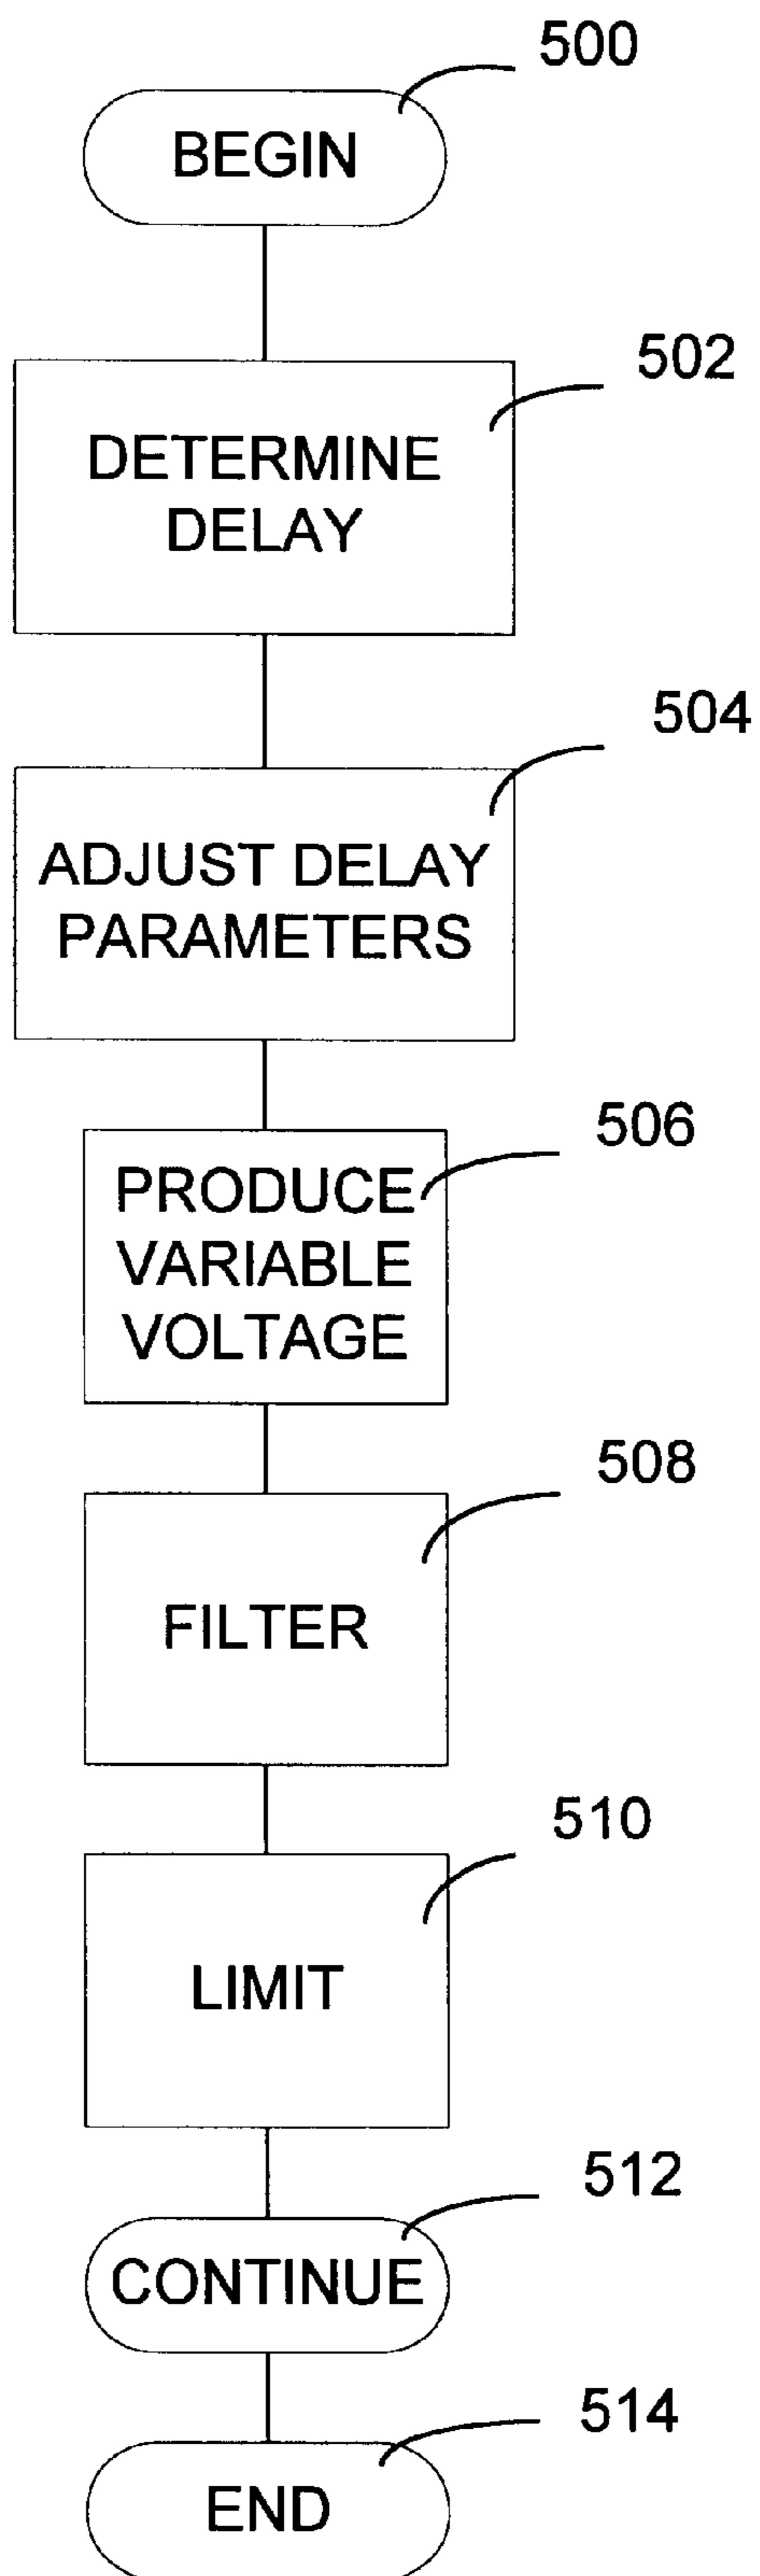 500
BEGIN
502
DETERMINE
DELAY
504
ADJUST DELAY
PARAMETERS
506
PRODUCE
VARIABLE
VOLTAGE
508
FILTER
510
LIMIT
512
CONTINUE
514
END